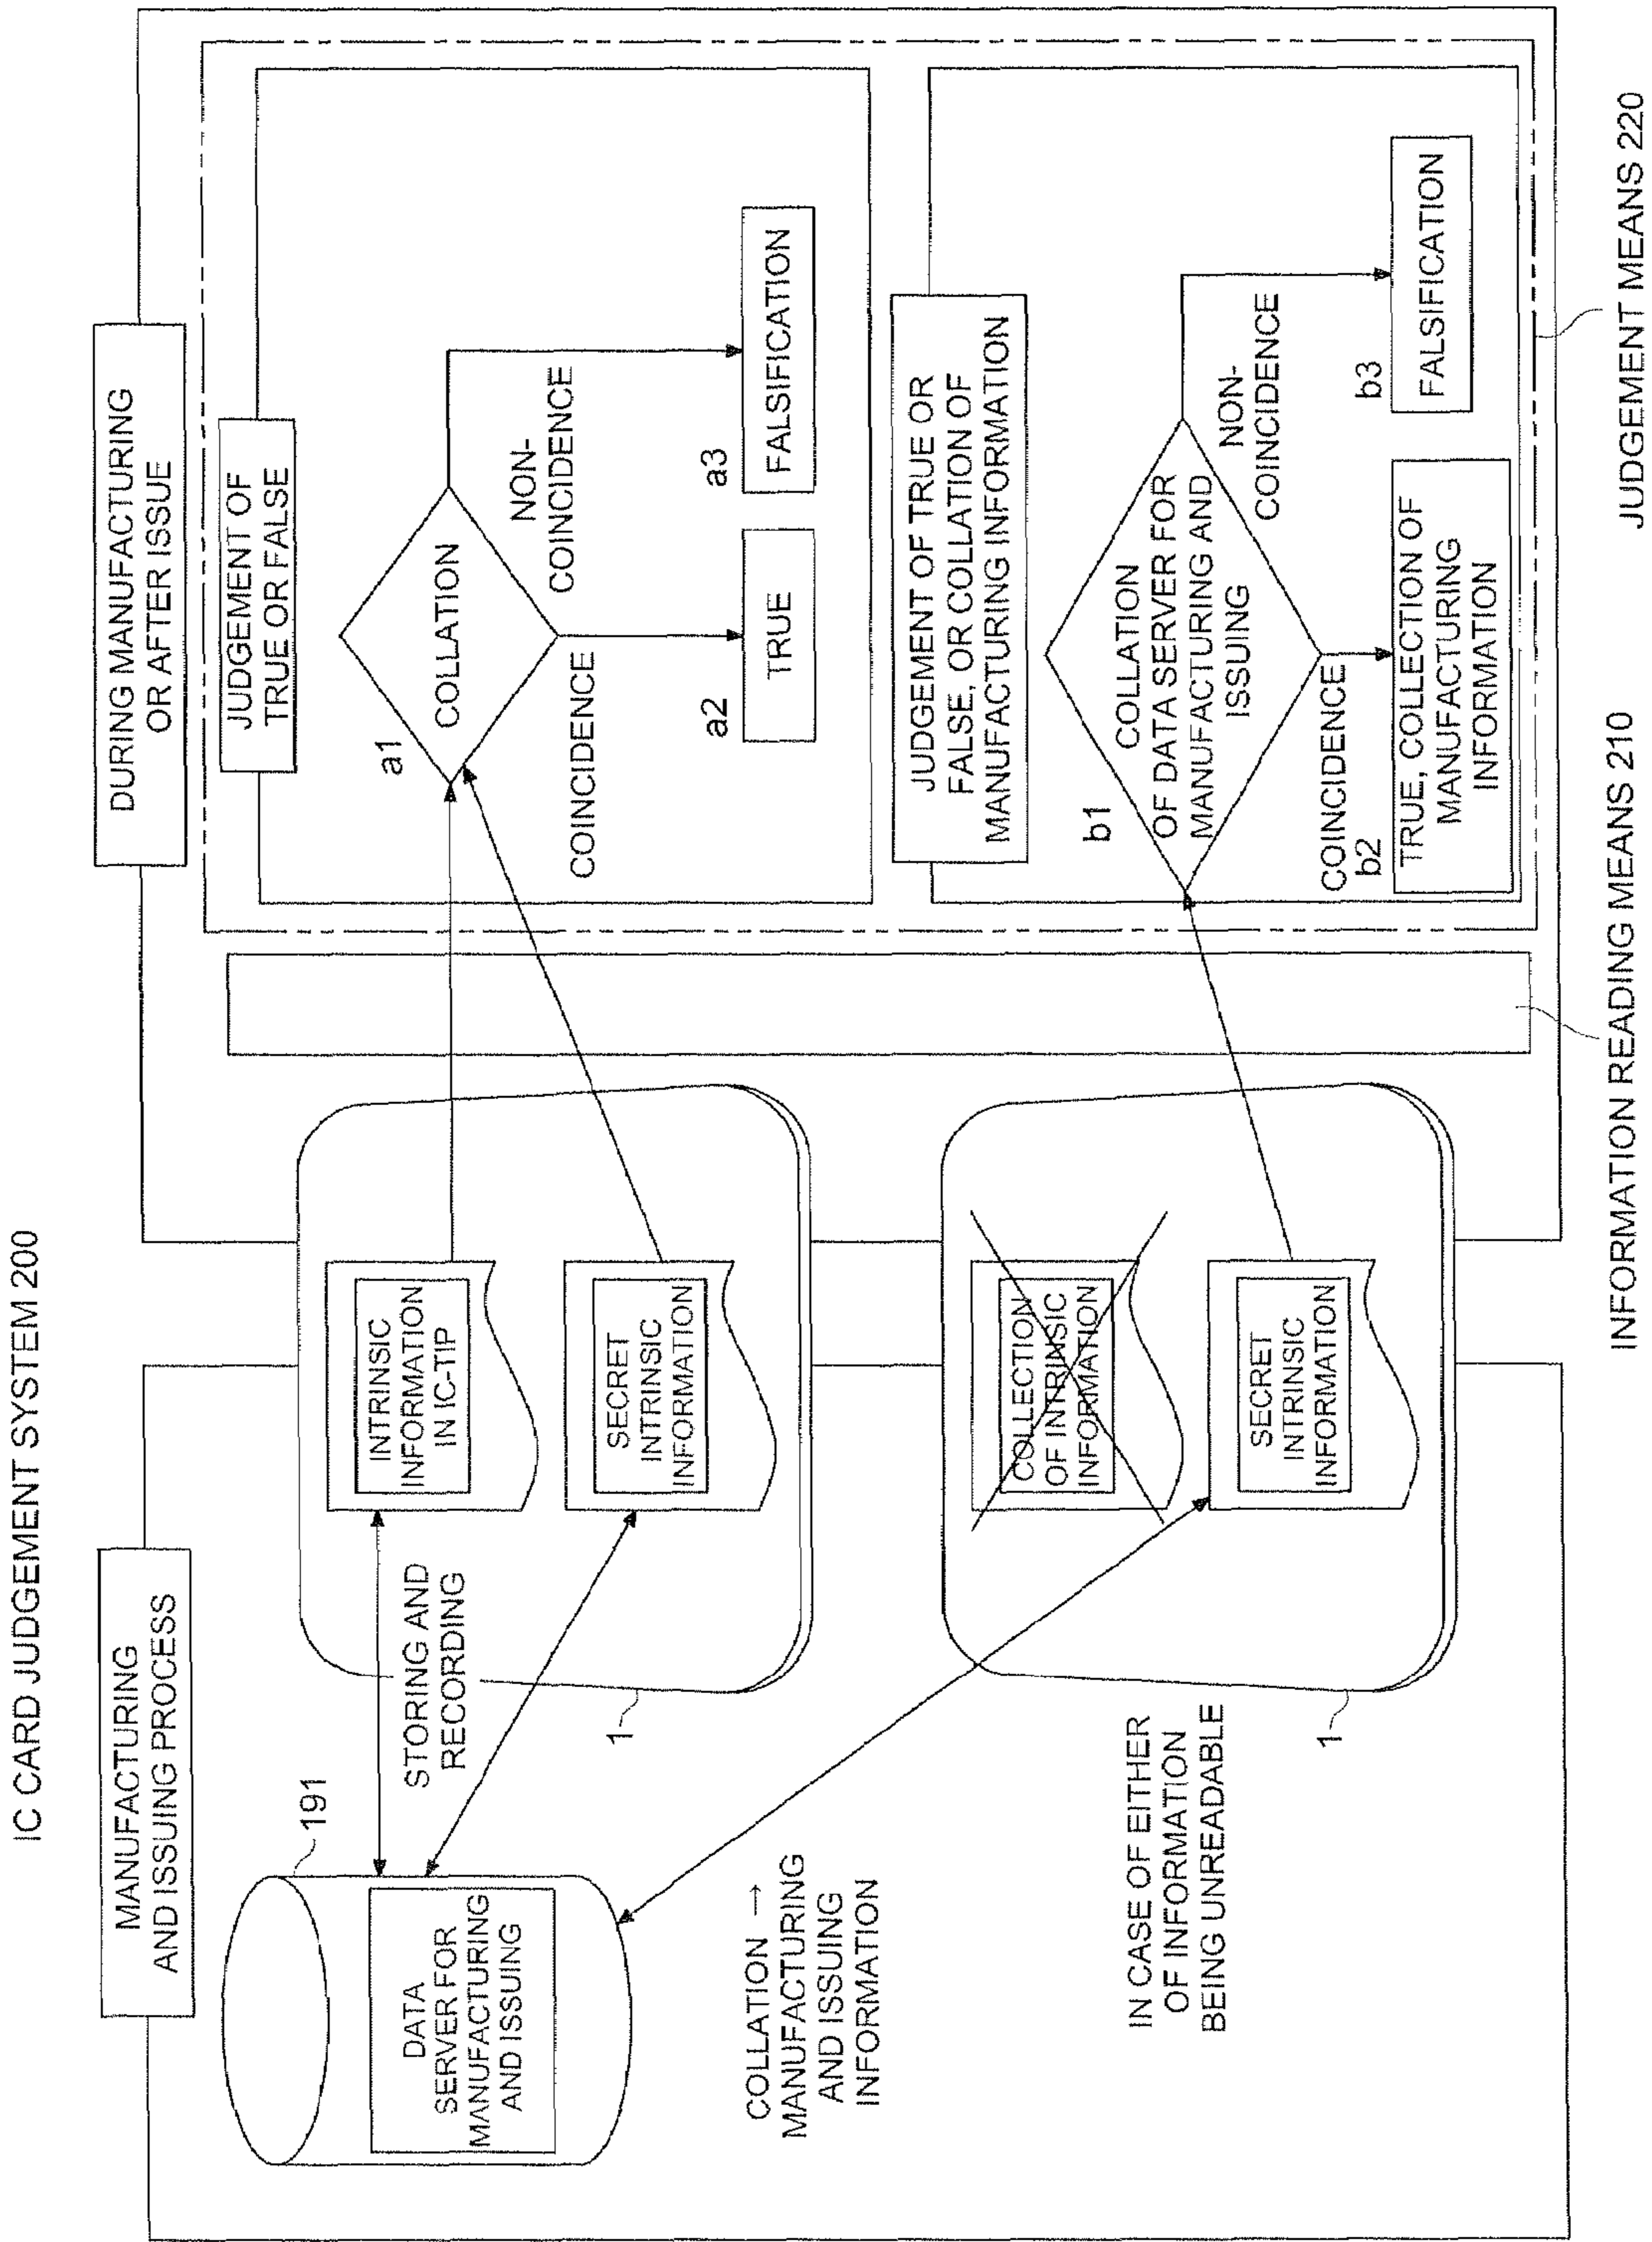 IC CARD JUDGEMENT SYSTEM 200
MANUFACTURING
AND ISSUING PROCESS
191
DATA
SERVER FOR
MANUFACTURING
AND ISSUING
STORING AND
RECORDING
COLLATION →
MANUFACTURING
AND ISSUING
INFORMATION
IN CASE OF EITHER
OF INFORMATION
BEING UNREADABLE
INTRINSIC
INFORMATION
IN IC-TIP
SECRET
INTRINSIC
INFORMATION
1
COLLECTION
OF INTRINSIC
INFORMATION
SECRET
INTRINSIC
INFORMATION
1
DURING MANUFACTURING
OR AFTER ISSUE
JUDGEMENT OF
TRUE OR FALSE
a1
COLLATION
COINCIDENCE
NON-
COINCIDENCE
a2
TRUE
a3
FALSIFICATION
JUDGEMENT OF TRUE OR
FALSE, OR COLLATION OF
MANUFACTURING INFORMATION
b1
COLLATION
OF DATA SERVER FOR
MANUFACTURING AND
ISSUING
COINCIDENCE
NON-
COINCIDENCE
b2
TRUE, COLLECTION OF
MANUFACTURING
INFORMATION
b3
FALSIFICATION
INFORMATION READING MEANS 210
JUDGEMENT MEANS 220